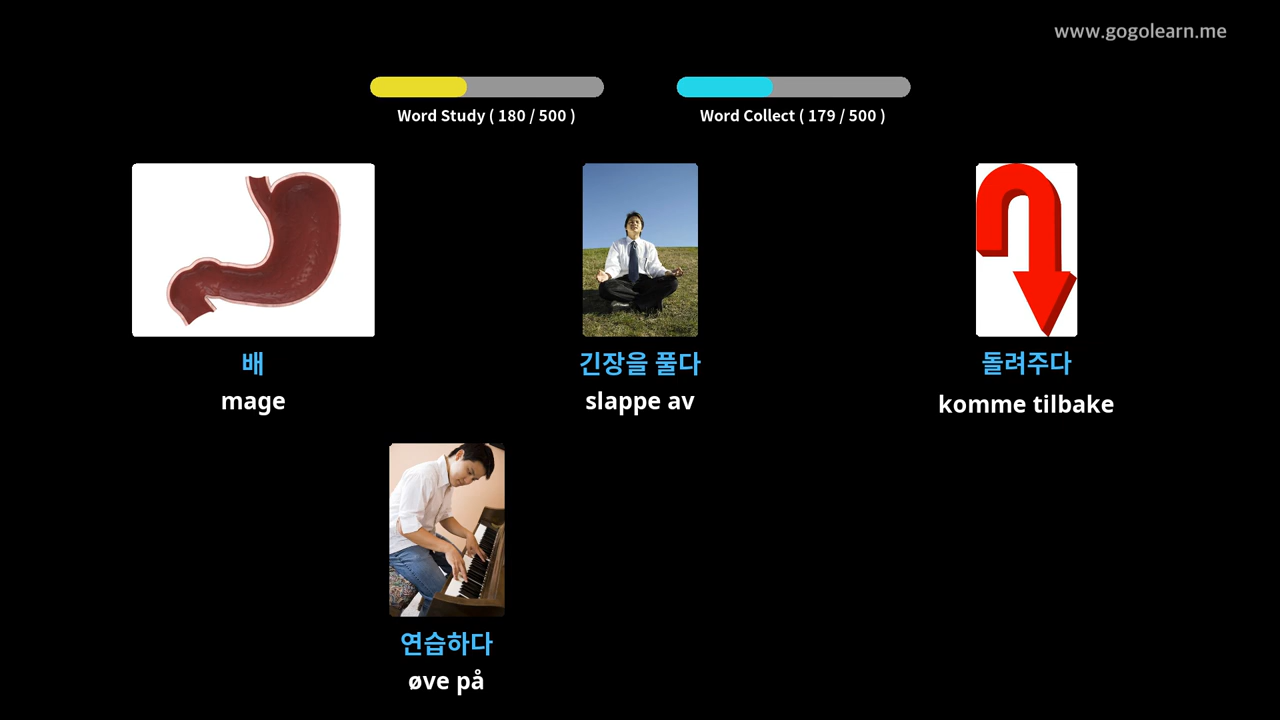 www.gogolearn.me
Word Study ( 180 / 500 )
Word Collect ( 179 / 500 )
배
mage
긴장을 풀다
slappe av
돌려주다
komme tilbake
연습하다
øve på